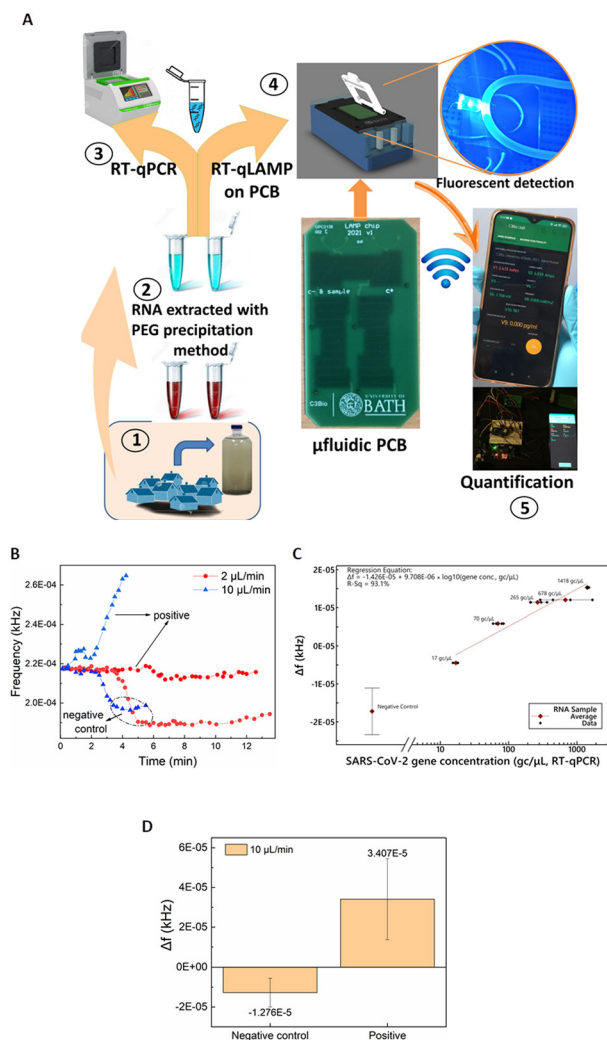 A
4
3
RT-qPCR
RT-qLAMP
on PCB
BATH
Fluorescent detection
LAMP chip
2021 v1
c- & sample
c+
2
RNA extracted with
PEG precipitation
method
C3Bio
UNIVERSITY OF
BATH
1
μfluidic PCB
Quantification
5
B
2 μL/min
10 μL/min
positive
negative
control
2.6E-04
2.4E-04
2.2E-04
2.0E-04
Frequency (kHz)
0
2
4
6
8
10
12
Time (min)
C
Regression Equation:
Δf = -1.426E-05 + 9.708E-06 × log10(gene conc., gc/μL)
R-Sq = 93.1%
2E-05
1E-05
0E+00
-1E-05
-2E-05
Δf (kHz)
1418 gc/μL
678 gc/μL
265 gc/μL
70 gc/μL
17 gc/μL
Negative Control
RNA Sample
Average
Data
10
100
1000
SARS-CoV-2 gene concentration (gc/μL, RT-qPCR)
D
10 μL/min
3.407E-5
-1.276E-5
6E-05
4E-05
2E-05
0E+00
-2E-05
Δf (kHz)
Negative control
Positive